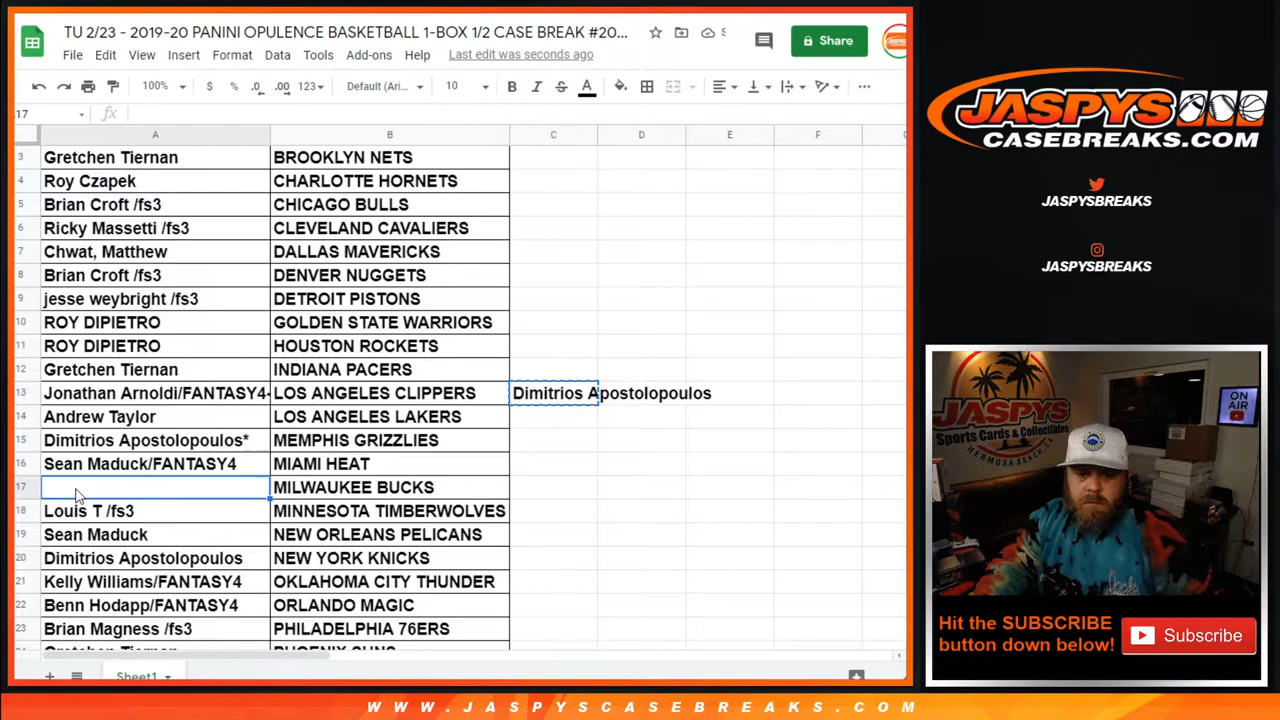 TU 2/23 - 2019-20 PANINI OPULENCE BASKETBALL 1-BOX 1/2 CASE BREAK #20...
Share
File Edit View Insert Format Data Tools Add-ons Help Last edit was seconds ago
100% $ % .0 .00 123 Default (Ari... 10 B I S A
17 fx
A B C D E F
3 Gretchen Tiernan BROOKLYN NETS
4 Roy Czapek CHARLOTTE HORNETS
5 Brian Croft /fs3 CHICAGO BULLS
6 Ricky Massetti /fs3 CLEVELAND CAVALIERS
7 Chwat, Matthew DALLAS MAVERICKS
8 Brian Croft /fs3 DENVER NUGGETS
9 jesse weybright /fs3 DETROIT PISTONS
10 ROY DIPIETRO GOLDEN STATE WARRIORS
11 ROY DIPIETRO HOUSTON ROCKETS
12 Gretchen Tiernan INDIANA PACERS
13 Jonathan Arnoldi/FANTASY4 LOS ANGELES CLIPPERS Dimitrios Apostolopoulos
14 Andrew Taylor LOS ANGELES LAKERS
15 Dimitrios Apostolopoulos* MEMPHIS GRIZZLIES
16 Sean Maduck/FANTASY4 MIAMI HEAT
17 MILWAUKEE BUCKS
18 Louis T /fs3 MINNESOTA TIMBERWOLVES
19 Sean Maduck NEW ORLEANS PELICANS
20 Dimitrios Apostolopoulos NEW YORK KNICKS
21 Kelly Williams/FANTASY4 OKLAHOMA CITY THUNDER
22 Benn Hodapp/FANTASY4 ORLANDO MAGIC
23 Brian Magness /fs3 PHILADELPHIA 76ERS
Gretchen Tiernan PHOENIX SUNS
Sheet1
JASPYS
CASEBREAKS.COM
JASPYSBREAKS
JASPYSBREAKS
JASPYS
Sports Cards & Collectibles
HERMOSA BEACH, CA
ON AIR
Hit the SUBSCRIBE
button down below!
Subscribe
WWW.JASPYSCASEBREAKS.COM